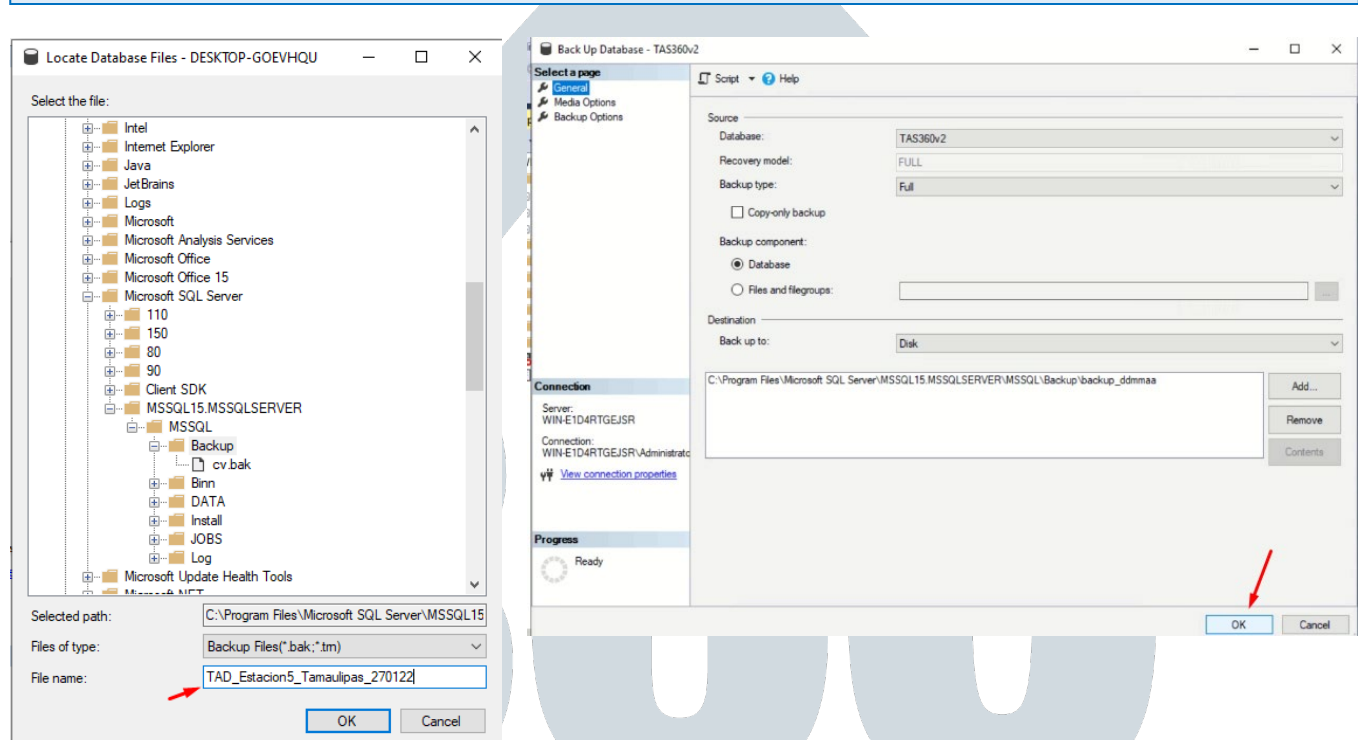 Locate Database Files - DESKTOP-GOEVHQU
Select the file:
Intel
Internet Explorer
Java
JetBrains
Logs
Microsoft
Microsoft Analysis Services
Microsoft Office
Microsoft Office 15
Microsoft SQL Server
110
150
80
90
Client SDK
MSSQL15.MSSQLSERVER
MSSQL
Backup
cv.bak
Binn
DATA
Install
JOBS
Log
Microsoft Update Health Tools
Microsoft .NET
Selected path: C:\Program Files\Microsoft SQL Server\MSSQL15
Files of type: Backup Files(*.bak;*.trn)
File name: TAD_Estacion5_Tamaulipas_270122
OK Cancel
Back Up Database - TAS360v2
Select a page
General
Media Options
Backup Options
Script Help
Source
Database: TAS360v2
Recovery model: FULL
Backup type: Full
Copy-only backup
Backup component:
Database
Files and filegroups: ...
Destination
Back up to: Disk
C:\Program Files\Microsoft SQL Server\MSSQL15.MSSQLSERVER\MSSQL\Backup\backup_ddmmaa
Add...
Remove
Contents
Connection
Server:
WIN-E1D4RTGEJSR
Connection:
WIN-E1D4RTGEJSR\Administratc
View connection properties
Progress
Ready
OK Cancel